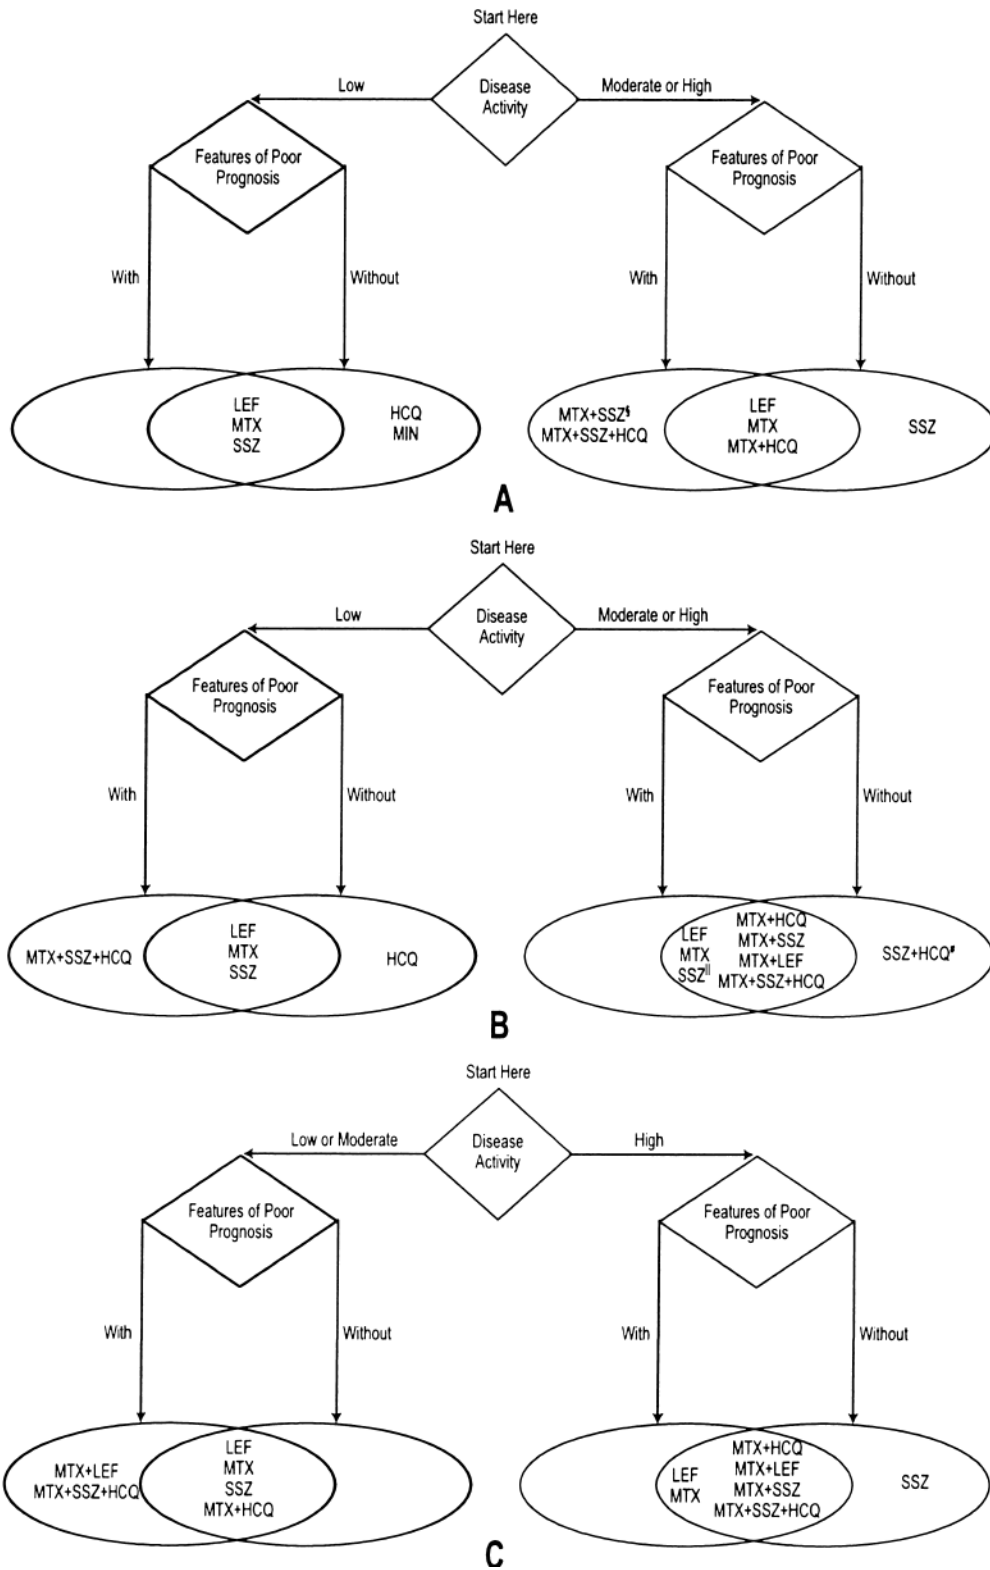 Start Here
Disease
Activity
Low
Moderate or High
Features of Poor
Prognosis
Features of Poor
Prognosis
With
Without
With
Without
LEF
MTX
SSZ
HCQ
MIN
MTX+SSZ§
MTX+SSZ+HCQ
LEF
MTX
MTX+HCQ
SSZ
A
Start Here
Disease
Activity
Low
Moderate or High
Features of Poor
Prognosis
Features of Poor
Prognosis
With
Without
With
Without
MTX+SSZ+HCQ
LEF
MTX
SSZ
HCQ
LEF
MTX
SSZ||
MTX+HCQ
MTX+SSZ
MTX+LEF
MTX+SSZ+HCQ
SSZ+HCQ#
B
Start Here
Disease
Activity
Low or Moderate
High
Features of Poor
Prognosis
Features of Poor
Prognosis
With
Without
With
Without
MTX+LEF
MTX+SSZ+HCQ
LEF
MTX
SSZ
MTX+HCQ
LEF
MTX
MTX+HCQ
MTX+LEF
MTX+SSZ
MTX+SSZ+HCQ
SSZ
C